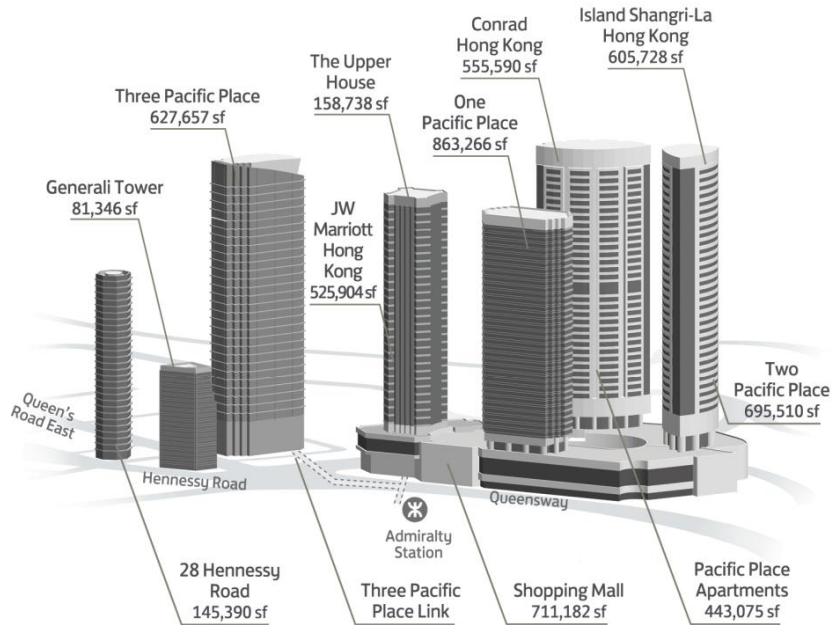 Island Shangri-La
Hong Kong
605,728 sf
Conrad
Hong Kong
555,590 sf
The Upper
House
158,738 sf
Three Pacific Place
627,657 sf
One
Pacific Place
863,266 sf
Generali Tower
81,346 sf
JW
Marriott
Hong
Kong
525,904 sf
Two
Pacific Place
695,510 sf
Queen's
Road East
Hennessy Road
Queensway
Admiralty
Station
28 Hennessy
Road
145,390 sf
Three Pacific
Place Link
Shopping Mall
711,182 sf
Pacific Place
Apartments
443,075 sf